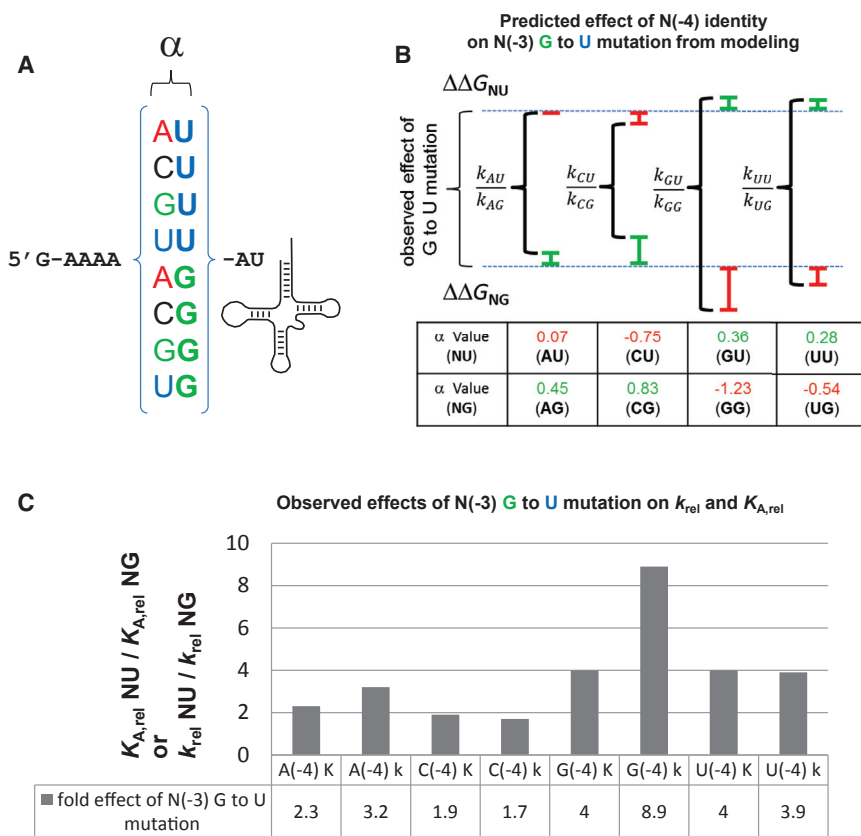 A
α
AU
CU
GU
UU
AG
CG
GG
UG
5′G-AAAA
-AU
Predicted effect of N(-4) identity
on N(-3) G to U mutation from modeling
B
ΔΔG_NU
observed effect of
G to U mutation
k_AU / k_AG
k_CU / k_CG
k_GU / k_GG
k_UU / k_UG
ΔΔG_NG
α Value (NU) 0.07 (AU) -0.75 (CU) 0.36 (GU) 0.28 (UU)
α Value (NG) 0.45 (AG) 0.83 (CG) -1.23 (GG) -0.54 (UG)
C
Observed effects of N(-3) G to U mutation on k_rel and K_A,rel
K_A,rel NU / K_A,rel NG
or
k_rel NU / k_rel NG
10
8
6
4
2
0
A(-4) K A(-4) k C(-4) K C(-4) k G(-4) K G(-4) k U(-4) K U(-4) k
fold effect of N(-3) G to U
mutation
2.3 3.2 1.9 1.7 4 8.9 4 3.9